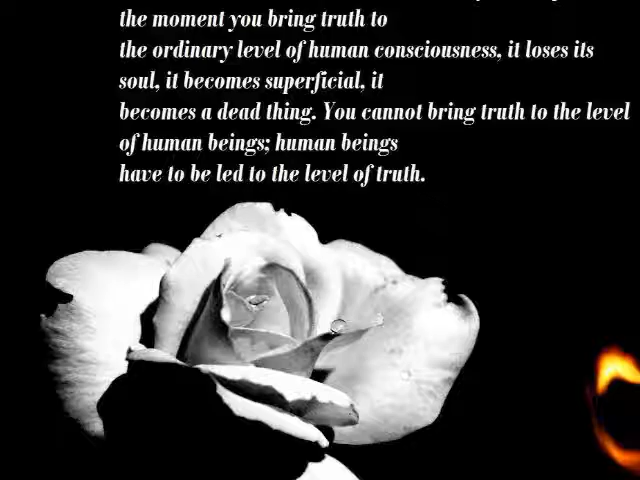 the moment you bring truth to
the ordinary level of human consciousness, it loses its
soul, it becomes superficial, it
becomes a dead thing. You cannot bring truth to the level
of human beings; human beings
have to be led to the level of truth.